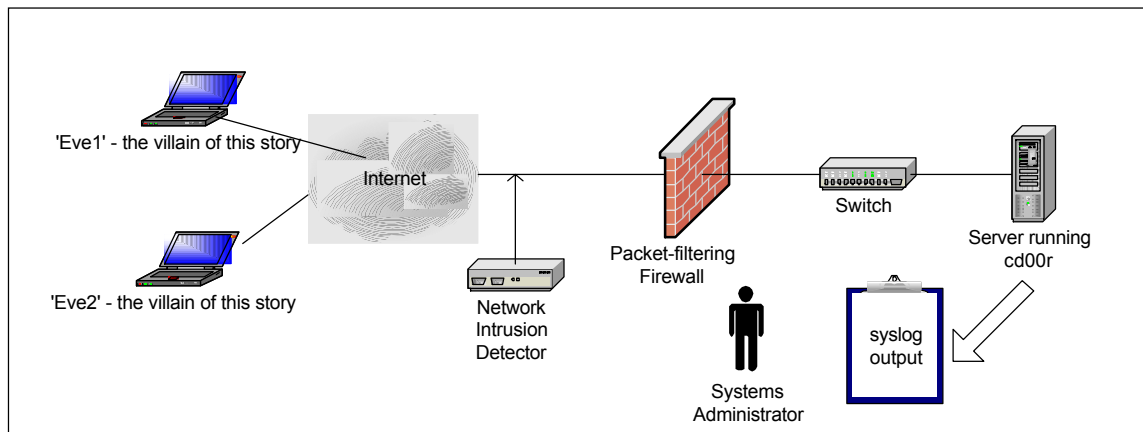 'Eve1' - the villain of this story
Internet
'Eve2' - the villain of this story
Network
Intrusion
Detector
Packet-filtering
Firewall
Systems
Administrator
Switch
Server running
cd00r
syslog
output